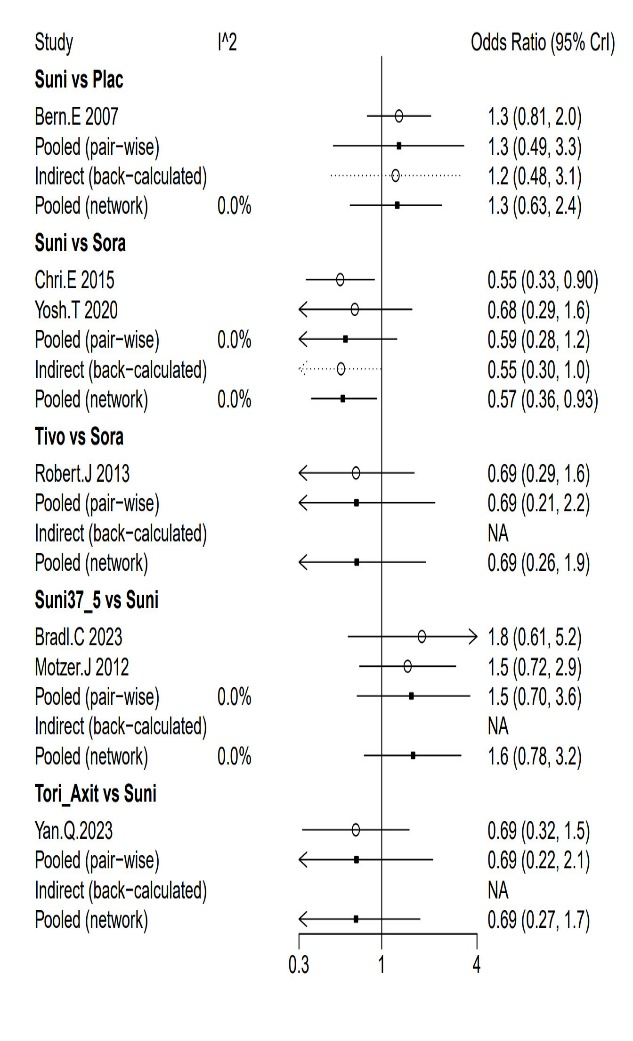 Study I^2 Odds Ratio (95% CrI)
Suni vs Plac
Bern.E 2007 1.3 (0.81, 2.0)
Pooled (pair−wise) 1.3 (0.49, 3.3)
Indirect (back−calculated) 1.2 (0.48, 3.1)
Pooled (network) 0.0% 1.3 (0.63, 2.4)
Suni vs Sora
Chri.E 2015 0.55 (0.33, 0.90)
Yosh.T 2020 0.68 (0.29, 1.6)
Pooled (pair−wise) 0.0% 0.59 (0.28, 1.2)
Indirect (back−calculated) 0.55 (0.30, 1.0)
Pooled (network) 0.0% 0.57 (0.36, 0.93)
Tivo vs Sora
Robert.J 2013 0.69 (0.29, 1.6)
Pooled (pair−wise) 0.69 (0.21, 2.2)
Indirect (back−calculated) NA
Pooled (network) 0.69 (0.26, 1.9)
Suni37_5 vs Suni
Bradl.C 2023 1.8 (0.61, 5.2)
Motzer.J 2012 1.5 (0.72, 2.9)
Pooled (pair−wise) 0.0% 1.5 (0.70, 3.6)
Indirect (back−calculated) NA
Pooled (network) 0.0% 1.6 (0.78, 3.2)
Tori_Axit vs Suni
Yan.Q.2023 0.69 (0.32, 1.5)
Pooled (pair−wise) 0.69 (0.22, 2.1)
Indirect (back−calculated) NA
Pooled (network) 0.69 (0.27, 1.7)
0.3 1 4